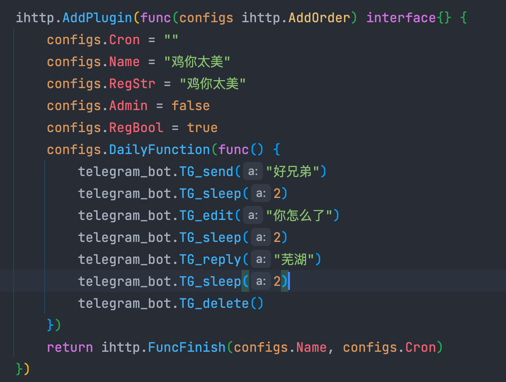 ihttp.AddPlugin(func(configs ihttp.AddOrder) interface{} {
    configs.Cron = ""
    configs.Name = "鸡你太美"
    configs.RegStr = "鸡你太美"
    configs.Admin = false
    configs.RegBool = true
    configs.DailyFunction(func() {
        telegram_bot.TG_send( a: "好兄弟")
        telegram_bot.TG_sleep( a: 2)
        telegram_bot.TG_edit( a: "你怎么了")
        telegram_bot.TG_sleep( a: 2)
        telegram_bot.TG_reply( a: "芜湖")
        telegram_bot.TG_sleep( a: 2)
        telegram_bot.TG_delete()
    })
    return ihttp.FuncFinish(configs.Name, configs.Cron)
})